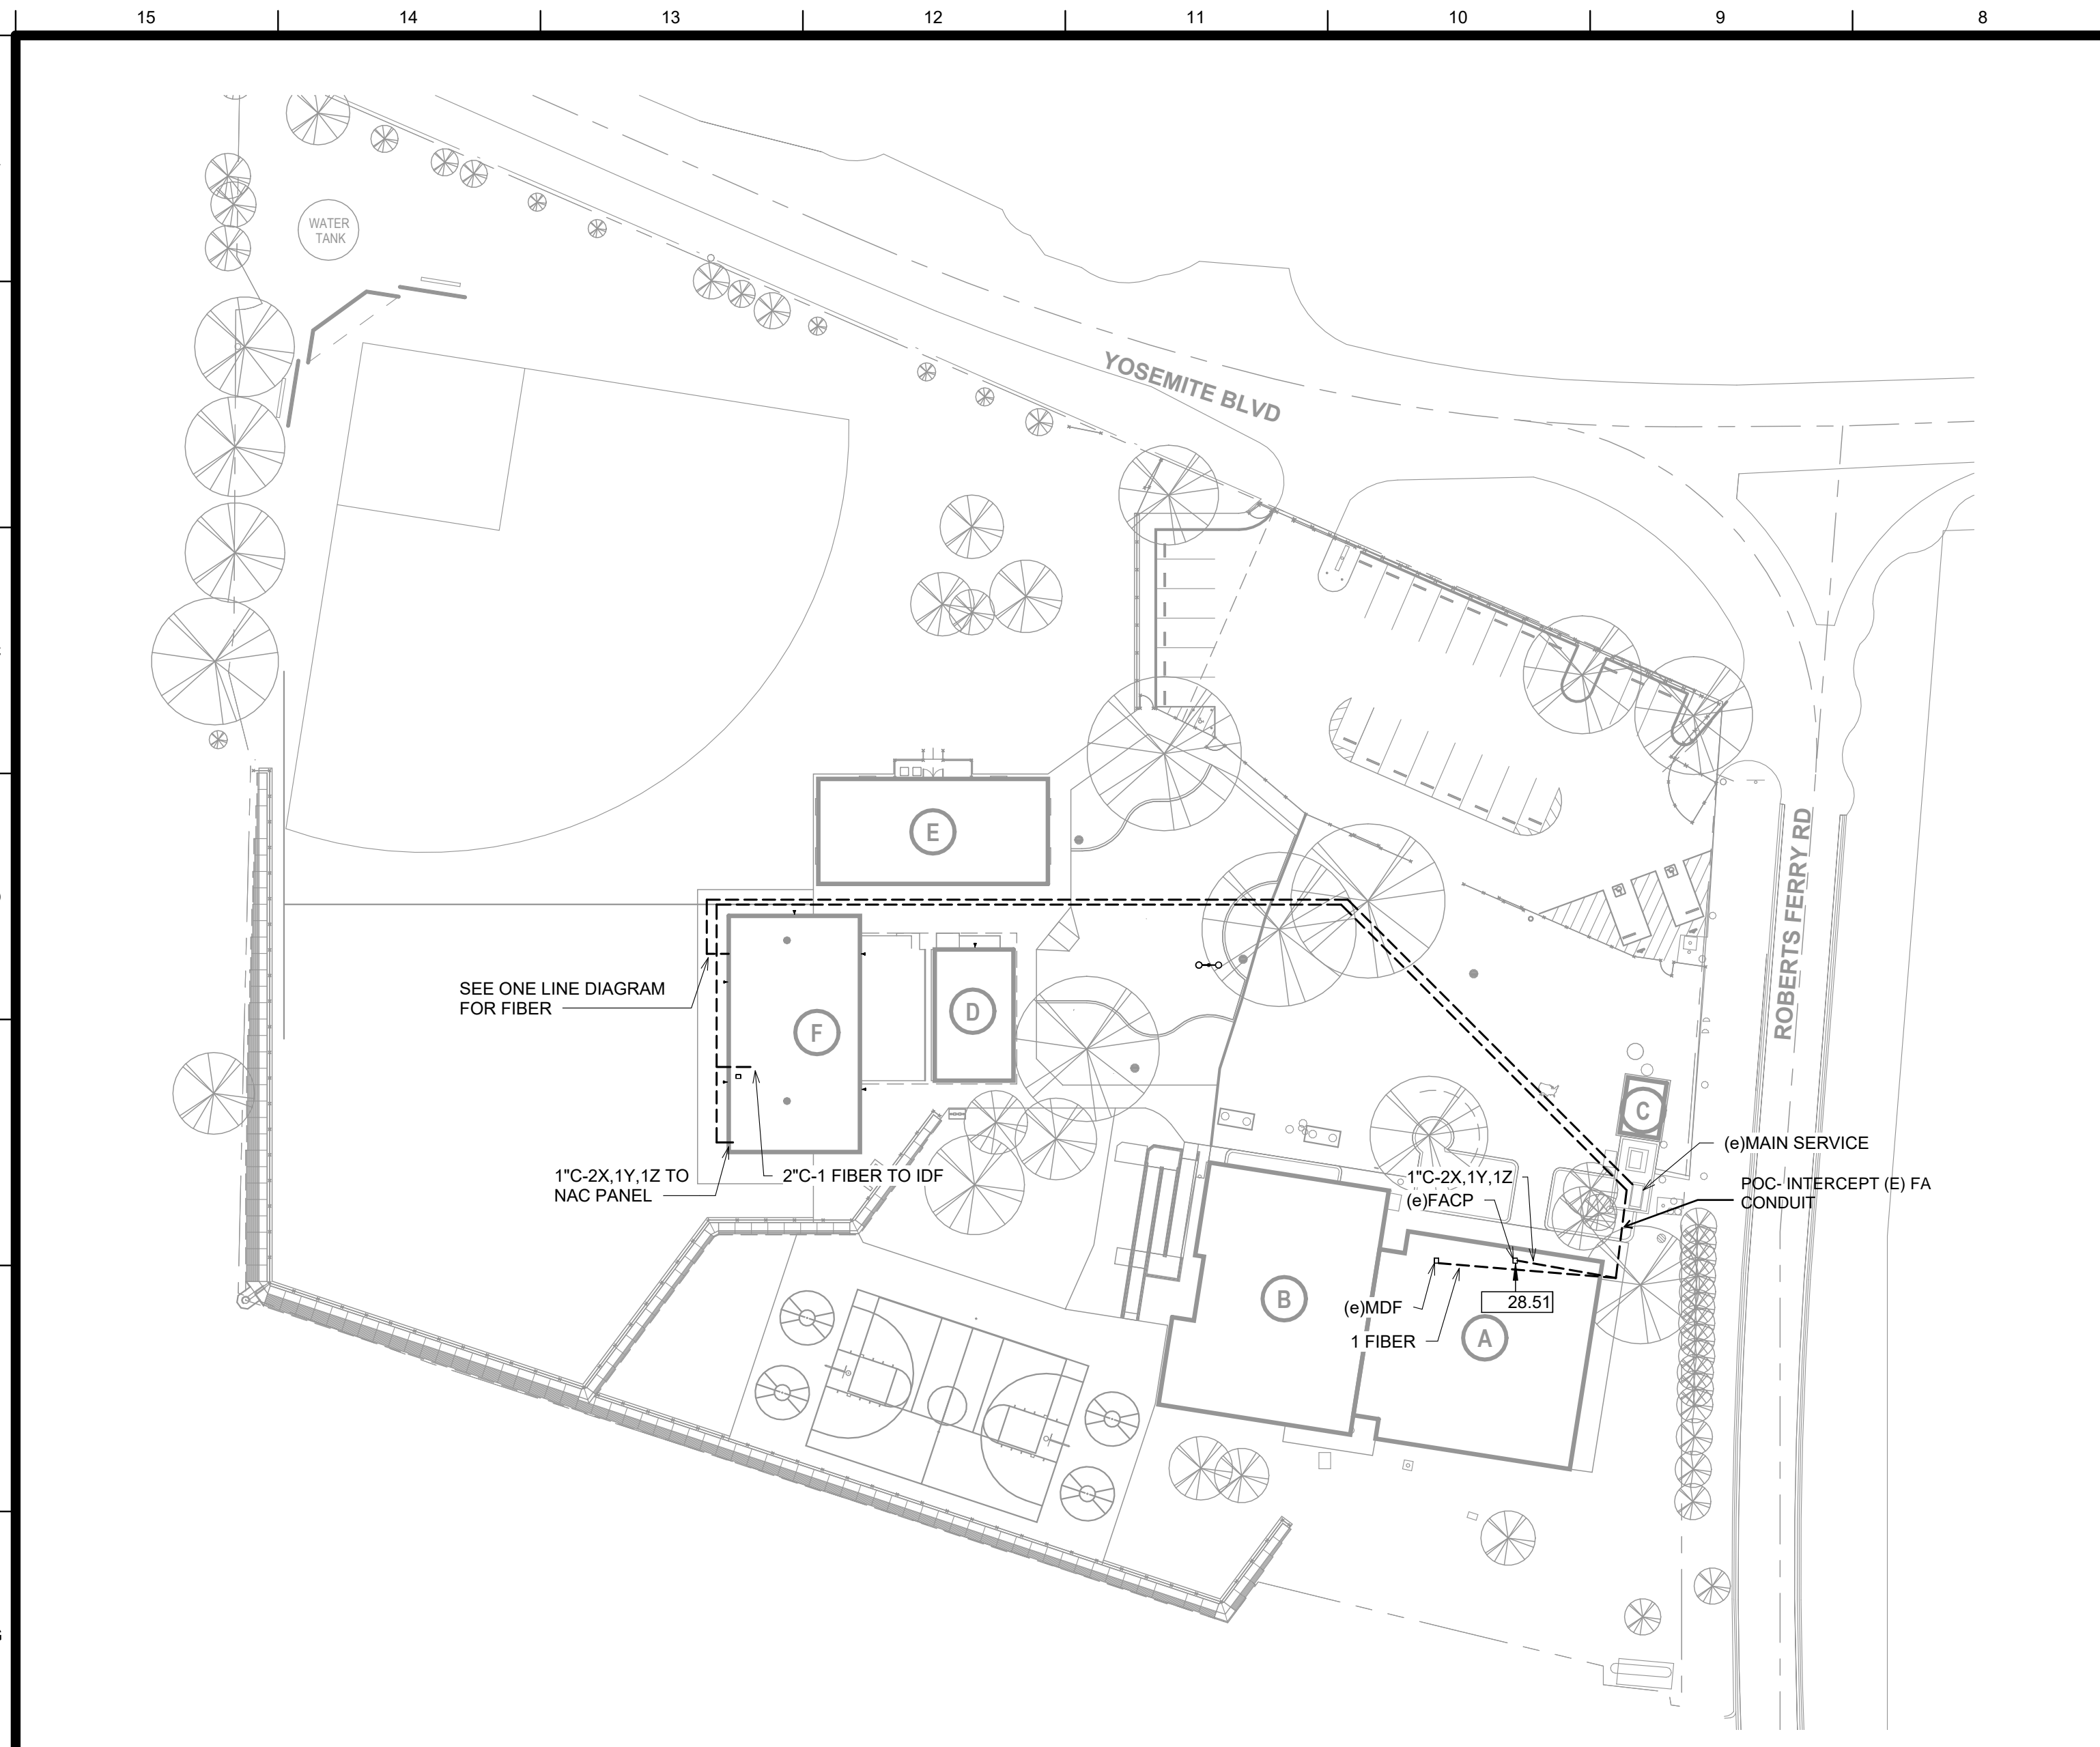 15 14 13 12 11 10 9 8
WATER
TANK
YOSEMITE BLVD
ROBERTS FERRY RD
E
SEE ONE LINE DIAGRAM
FOR FIBER
D
F
C
(e)MAIN SERVICE
1"C-2X,1Y,1Z TO
NAC PANEL
2"C-1 FIBER TO IDF
1"C-2X,1Y,1Z
(e)FACP
POC- INTERCEPT (E) FA
CONDUIT
B
(e)MDF
28.51
1 FIBER
A